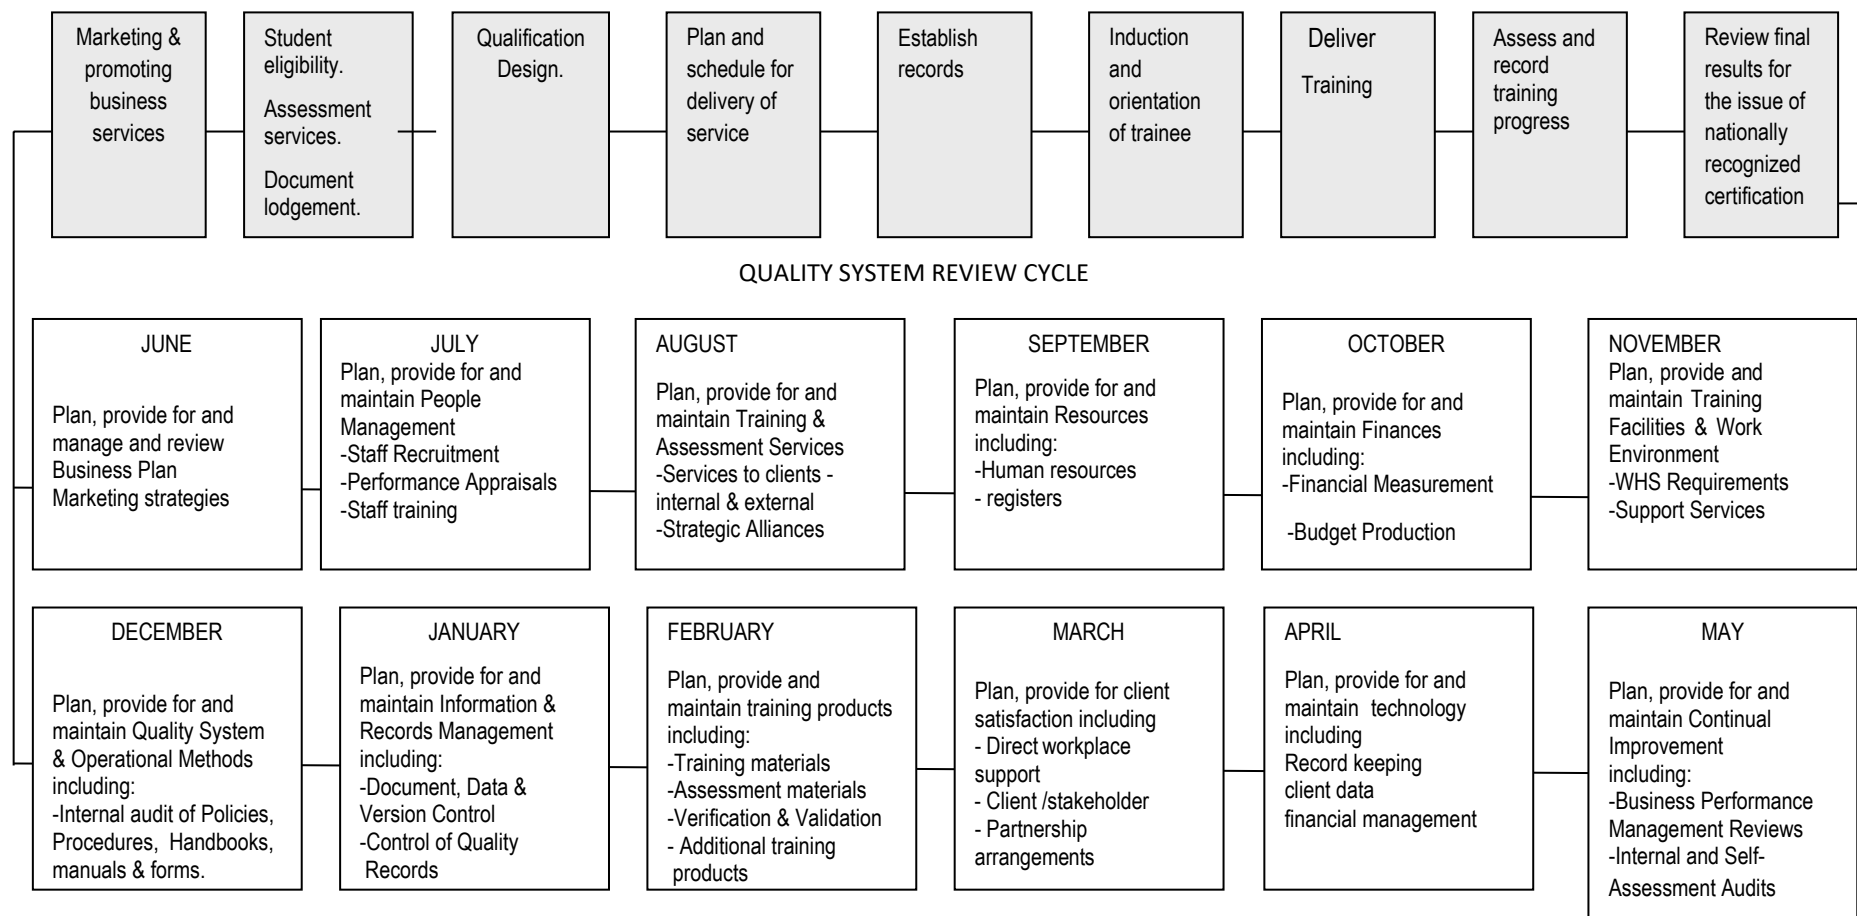 Marketing &
promoting
business
services
Student
eligibility.
Assessment
services.
Document
lodgement.
Qualification
Design.
Plan and
schedule for
delivery of
service
Establish
records
Induction
and
orientation
of trainee
Deliver
Training
Assess and
record
training
progress
Review final
results for
the issue of
nationally
recognized
certification
QUALITY SYSTEM REVIEW CYCLE
JUNE
Plan, provide for and
manage and review
Business Plan
Marketing strategies
JULY
Plan, provide for and
maintain People
Management
-Staff Recruitment
-Performance Appraisals
-Staff training
AUGUST
Plan, provide for and
maintain Training &
Assessment Services
-Services to clients -
internal & external
-Strategic Alliances
SEPTEMBER
Plan, provide for and
maintain Resources
including:
-Human resources
- registers
OCTOBER
Plan, provide for and
maintain Finances
including:
-Financial Measurement
-Budget Production
NOVEMBER
Plan, provide and
maintain Training
Facilities & Work
Environment
-WHS Requirements
-Support Services
DECEMBER
Plan, provide for and
maintain Quality System
& Operational Methods
including:
-Internal audit of Policies,
Procedures, Handbooks,
manuals & forms.
JANUARY
Plan, provide for and
maintain Information &
Records Management
including:
-Document, Data &
Version Control
-Control of Quality
Records
FEBRUARY
Plan, provide and
maintain training products
including:
-Training materials
-Assessment materials
-Verification & Validation
- Additional training
products
MARCH
Plan, provide for client
satisfaction including
- Direct workplace
support
- Client /stakeholder
- Partnership
arrangements
APRIL
Plan, provide for and
maintain technology
including
Record keeping
client data
financial management
MAY
Plan, provide for and
maintain Continual
Improvement
including:
-Business Performance
Management Reviews
-Internal and Self-
Assessment Audits